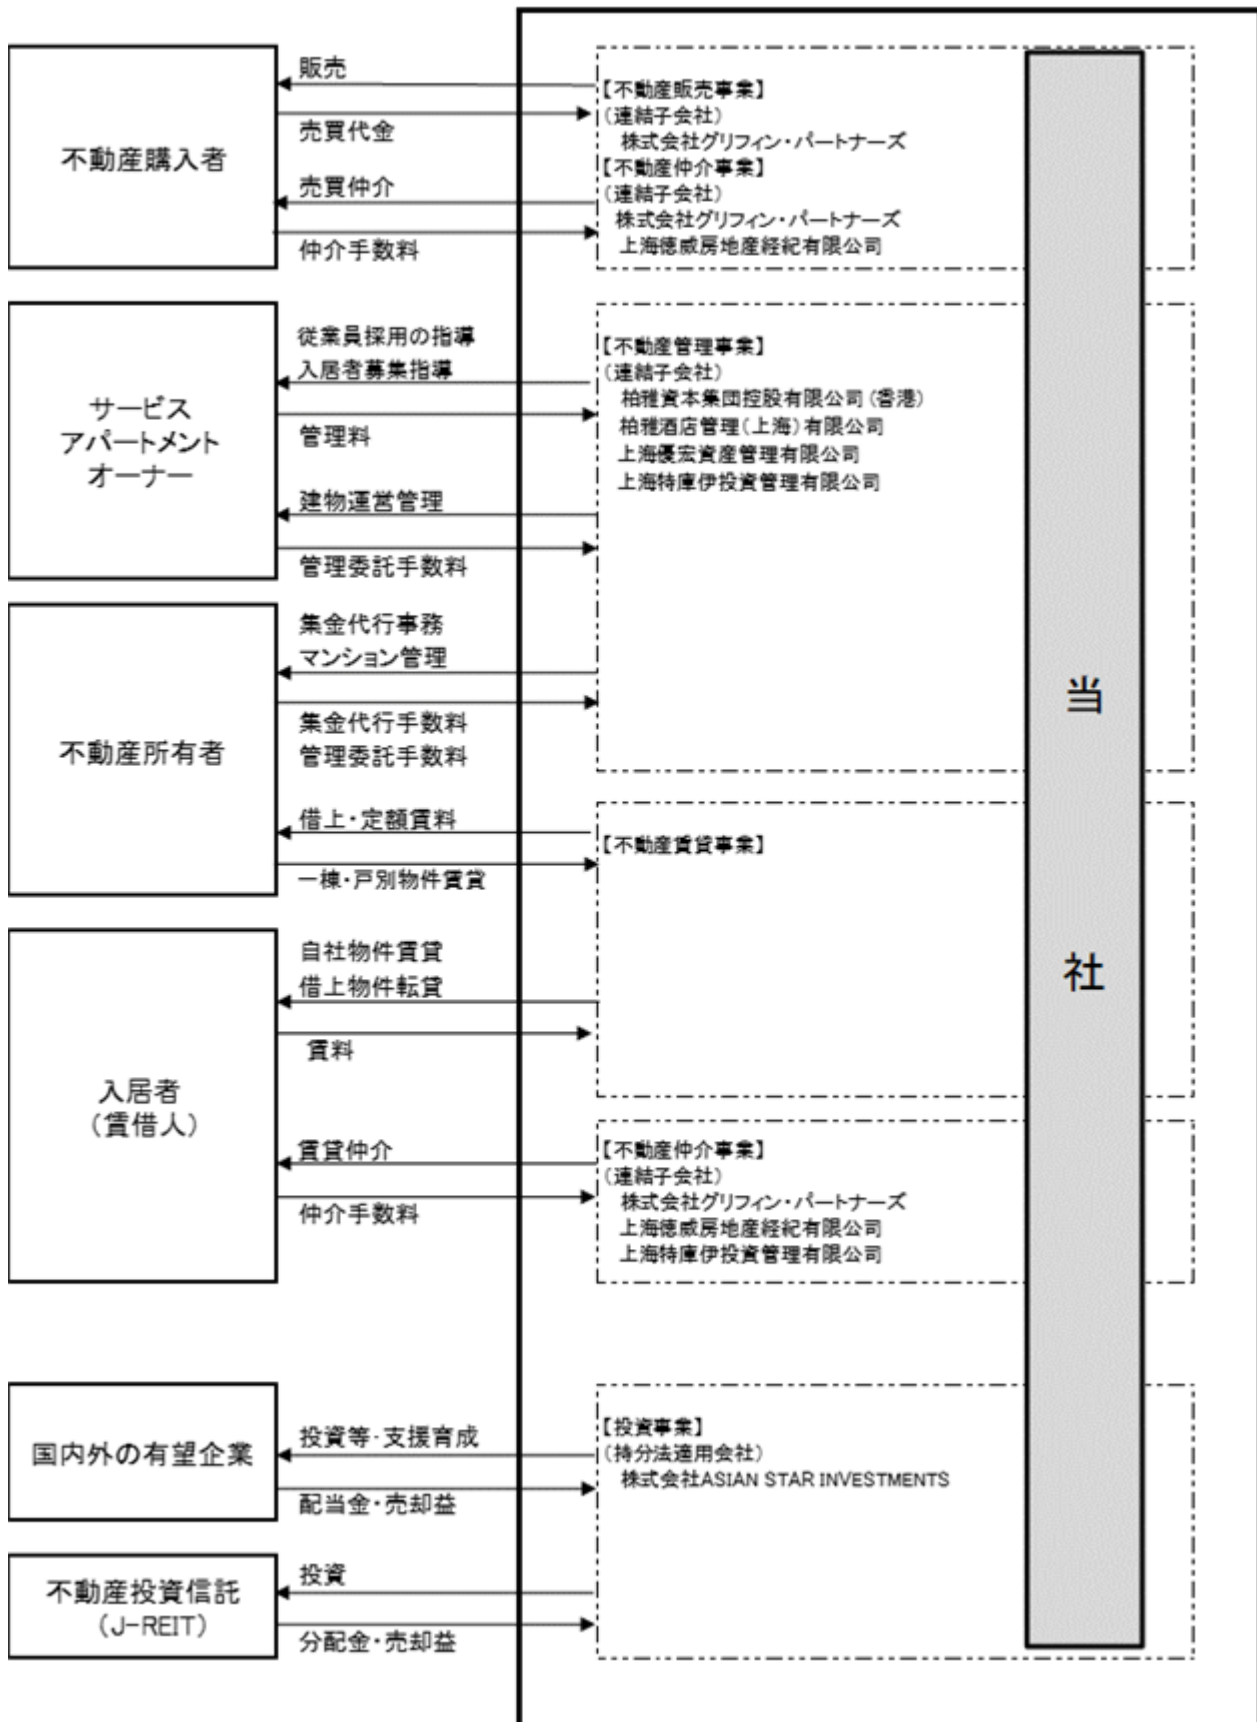 不動産購入者
販売
売買代金
売買仲介
仲介手数料
【不動産販売事業】
(連結子会社)
株式会社グリフィン・パートナーズ
【不動産仲介事業】
(連結子会社)
株式会社グリフィン・パートナーズ
上海徳威房地産経紀有限公司
サービス
アパートメント
オーナー
従業員採用の指導
入居者募集指導
管理料
建物運営管理
管理委託手数料
【不動産管理事業】
(連結子会社)
柏雅資本集団控股有限公司(香港)
柏雅酒店管理(上海)有限公司
上海優宏資産管理有限公司
上海特庫伊投資管理有限公司
不動産所有者
集金代行事務
マンション管理
集金代行手数料
管理委託手数料
借上・定額賃料
一棟・戸別物件賃貸
【不動産賃貸事業】
入居者
(賃借人)
自社物件賃貸
借上物件転貸
賃料
賃貸仲介
仲介手数料
【不動産仲介事業】
(連結子会社)
株式会社グリフィン・パートナーズ
上海徳威房地産経紀有限公司
上海特庫伊投資管理有限公司
国内外の有望企業
投資等・支援育成
配当金・売却益
【投資事業】
(持分法適用会社)
株式会社ASIAN STAR INVESTMENTS
不動産投資信託
(J-REIT)
投資
分配金・売却益
当
社